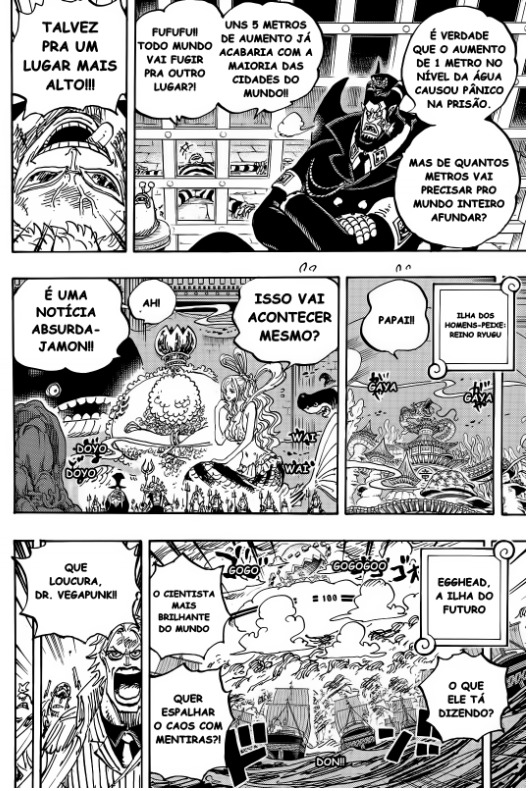 É VERDADE
QUE O AUMENTO
DE 1 METRO NO
NÍVEL DA ÁGUA
CAUSOU PÂNICO
NA PRISÃO.
MAS DE QUANTOS
METROS VAI
PRECISAR PRO
MUNDO INTEIRO
AFUNDAR?
UNS 5 METROS
DE AUMENTO JÁ
ACABARIA COM A
MAIORIA DAS
CIDADES DO
MUNDO!!
FUFUFU!!
TODO MUNDO
VAI FUGIR
PRA OUTRO
LUGAR?!
TALVEZ
PRA UM
LUGAR MAIS
ALTO!!!
ILHA DOS
HOMENS-PEIXE:
REINO RYUGU
PAPAI!!
GAYA
GAYA
ISSO VAI
ACONTECER
MESMO?
AH!
É UMA
NOTÍCIA
ABSURDA-
JAMON!!
WAI
WAI
DOYO
DOYO
EGGHEAD,
A ILHA DO
FUTURO
GOGOGOO
GOGO
= 100
O QUE
ELE TÁ
DIZENDO?
O CIENTISTA
MAIS
BRILHANTE
DO MUNDO
QUER
ESPALHAR
O CAOS COM
MENTIRAS?!
DON!!
QUE
LOUCURA,
DR. VEGAPUNK!!